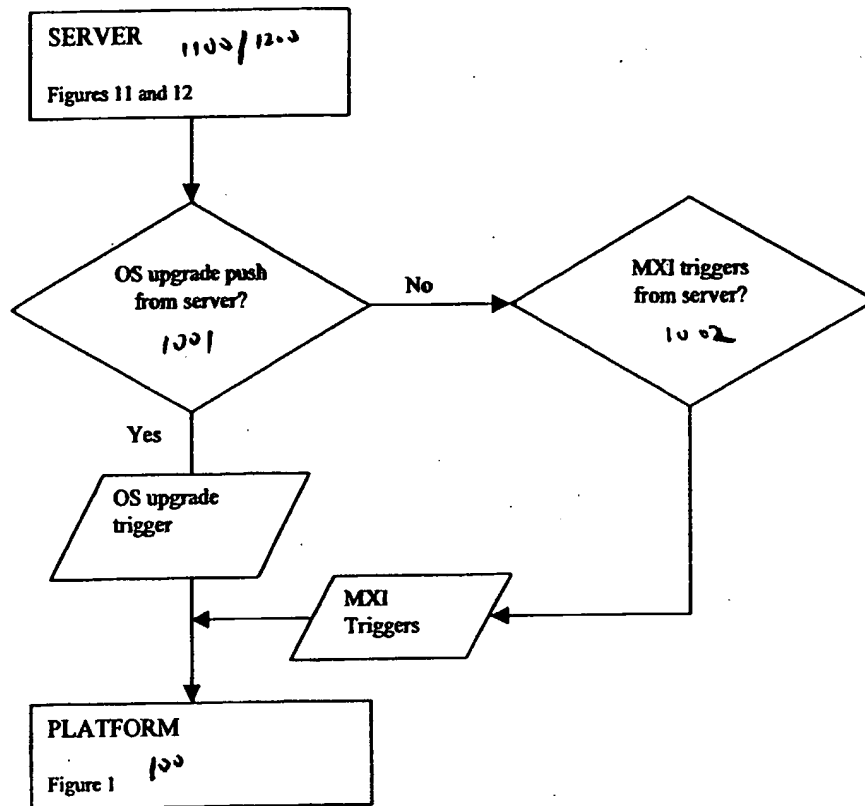 SERVER 1100/1200
Figures 11 and 12
OS upgrade push
from server?
1001
No
MXI triggers
from server?
1002
Yes
OS upgrade
trigger
MXI
Triggers
PLATFORM
100
Figure 1